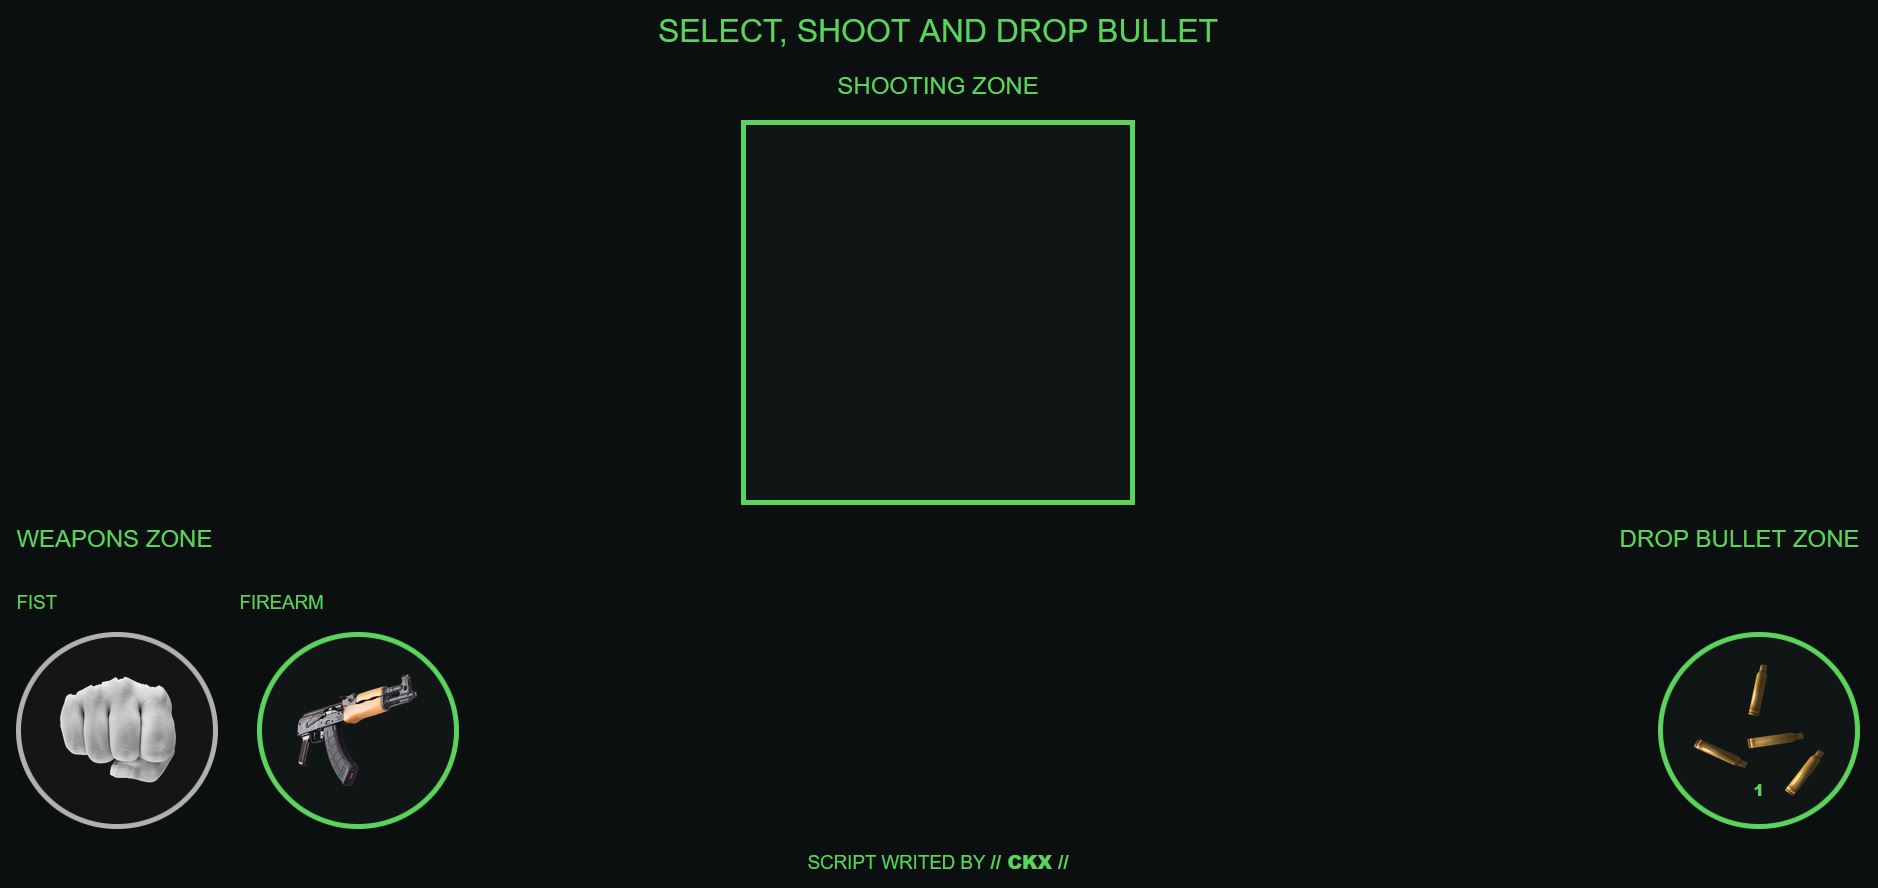 SELECT, SHOOT AND DROP BULLET
SHOOTING ZONE
WEAPONS ZONE
DROP BULLET ZONE
FIST
FIREARM
1
SCRIPT WRITED BY // CKX //